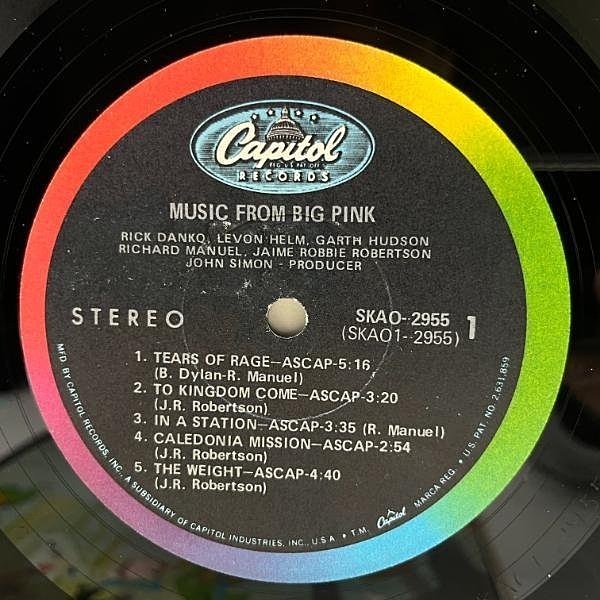 Capitol
REG. U.S. PAT. OFF.
RECORDS
MUSIC FROM BIG PINK
RICK DANKO, LEVON HELM, GARTH HUDSON
RICHARD MANUEL, JAIME ROBBIE ROBERTSON
JOHN SIMON - PRODUCER
STEREO
SKAO--2955
(SKAO1--2955)
1
1. TEARS OF RAGE—ASCAP-5:16
(B. Dylan-R. Manuel)
2. TO KINGDOM COME—ASCAP-3:20
(J.R. Robertson)
3. IN A STATION—ASCAP-3:35 (R. Manuel)
4. CALEDONIA MISSION—ASCAP-2:54
(J.R. Robertson)
5. THE WEIGHT—ASCAP-4:40
(J.R. Robertson)
MFD. BY CAPITOL RECORDS, INC., A SUBSIDIARY OF CAPITOL INDUSTRIES, INC., U.S.A. • T.M. Capitol MARCA REG. • U.S. PAT. NO. 2,631,859